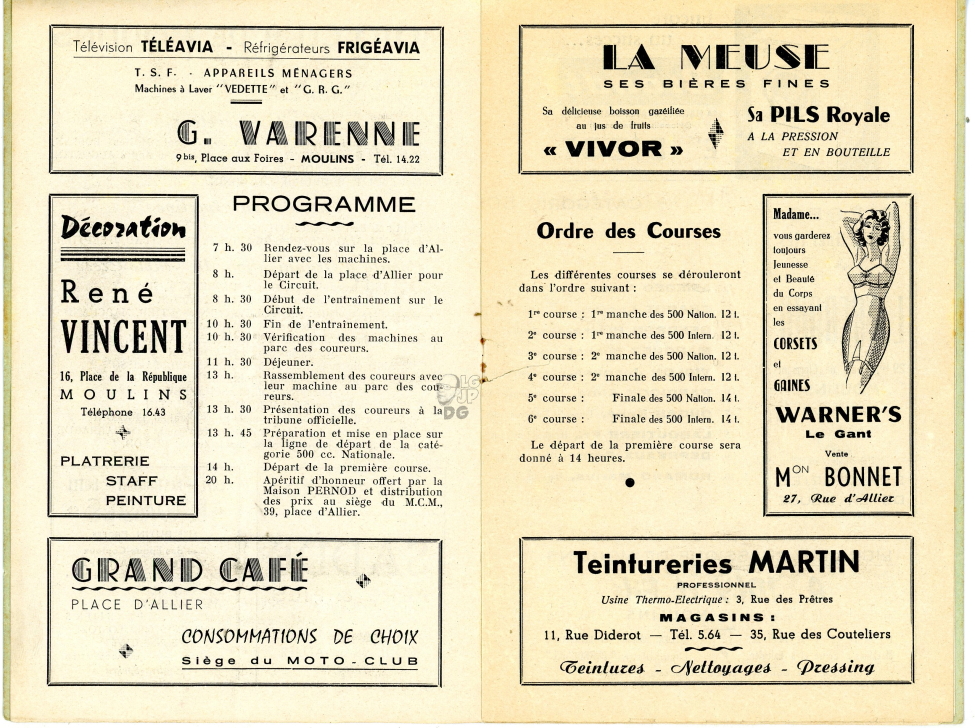 Télévision TÉLÉAVIA - Réfrigérateurs FRIGÉAVIA
T. S. F. - APPAREILS MÉNAGERS
Machines à Laver "VEDETTE" et "G. R. G."
G. VARENNE
9 bis, Place aux Foires - MOULINS - Tél. 14.22
Décoration
René
VINCENT
16, Place de la République
MOULINS
Téléphone 16.43
PLATRERIE
STAFF
PEINTURE
PROGRAMME
7 h. 30 Rendez-vous sur la place d'Al-
lier avec les machines.
8 h. Départ de la place d'Allier pour
le Circuit.
8 h. 30 Début de l'entraînement sur le
Circuit.
10 h. 30 Fin de l'entraînement.
10 h. 30 Vérification des machines au
parc des coureurs.
11 h. 30 Déjeuner.
13 h. Rassemblement des coureurs avec
leur machine au parc des cou-
reurs.
13 h. 30 Présentation des coureurs à la
tribune officielle.
13 h. 45 Préparation et mise en place sur
la ligne de départ de la caté-
gorie 500 cc. Nationale.
14 h. Départ de la première course.
20 h. Apéritif d'honneur offert par la
Maison PERNOD et distribution
des prix au siège du M.C.M.,
39, place d'Allier.
GRAND CAFÉ
PLACE D'ALLIER
CONSOMMATIONS DE CHOIX
Siège du MOTO-CLUB
LA MEUSE
SES BIÈRES FINES
Sa délicieuse boisson gazéifiée
au jus de fruits
« VIVOR »
Sa PILS Royale
A LA PRESSION
ET EN BOUTEILLE
Ordre des Courses
Les différentes courses se dérouleront
dans l'ordre suivant :
1re course : 1re manche des 500 Nation. 12 t.
2e course : 1re manche des 500 Intern. 12 t.
3e course : 2e manche des 500 Nation. 12 t.
4e course : 2e manche des 500 Intern. 12 t.
5e course : Finale des 500 Nation. 14 t.
6e course : Finale des 500 Intern. 14 t.
Le départ de la première course sera
donné à 14 heures.
Madame...
vous garderez
toujours
Jeunesse
et Beauté
du Corps
en essayant
les
CORSETS
et
GAINES
WARNER'S
Le Gant
Vente
MON BONNET
27, Rue d'Allier
Teintureries MARTIN
PROFESSIONNEL
Usine Thermo-Electrique : 3, Rue des Prêtres
MAGASINS :
11, Rue Diderot — Tél. 5.64 — 35, Rue des Couteliers
Teintures - Nettoyages - Pressing